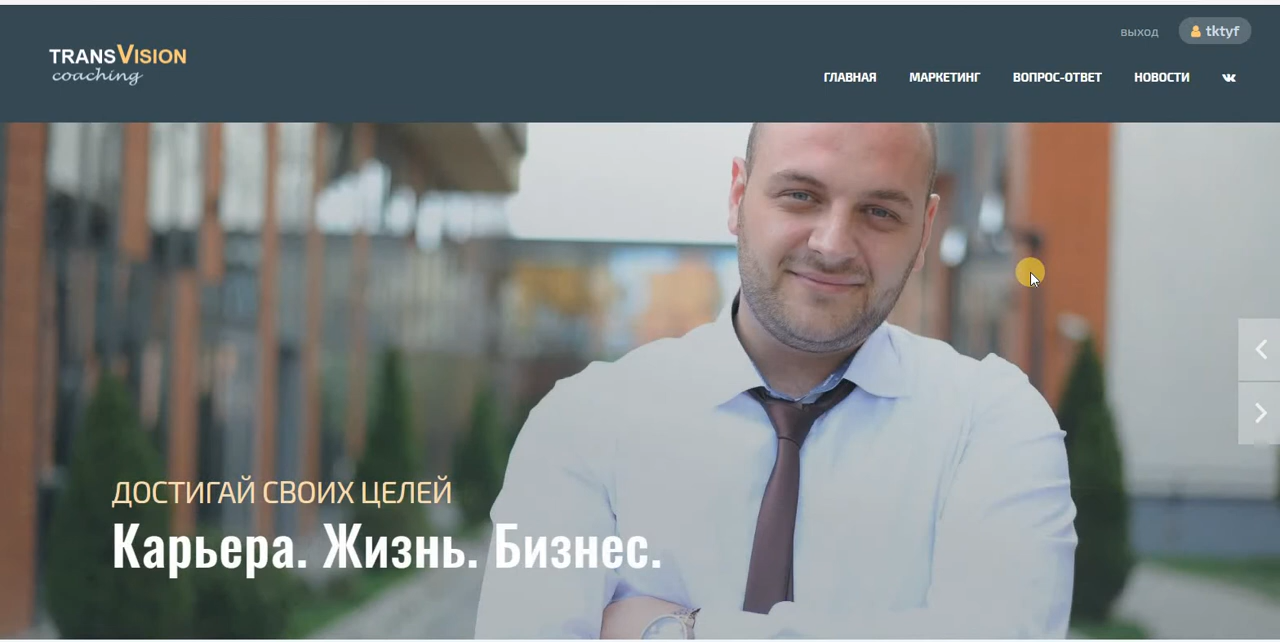 выход
tktyf
TRANSVISION
coaching
ГЛАВНАЯ
МАРКЕТИНГ
ВОПРОС-ОТВЕТ
НОВОСТИ
ДОСТИГАЙ СВОИХ ЦЕЛЕЙ
Карьера. Жизнь. Бизнес.